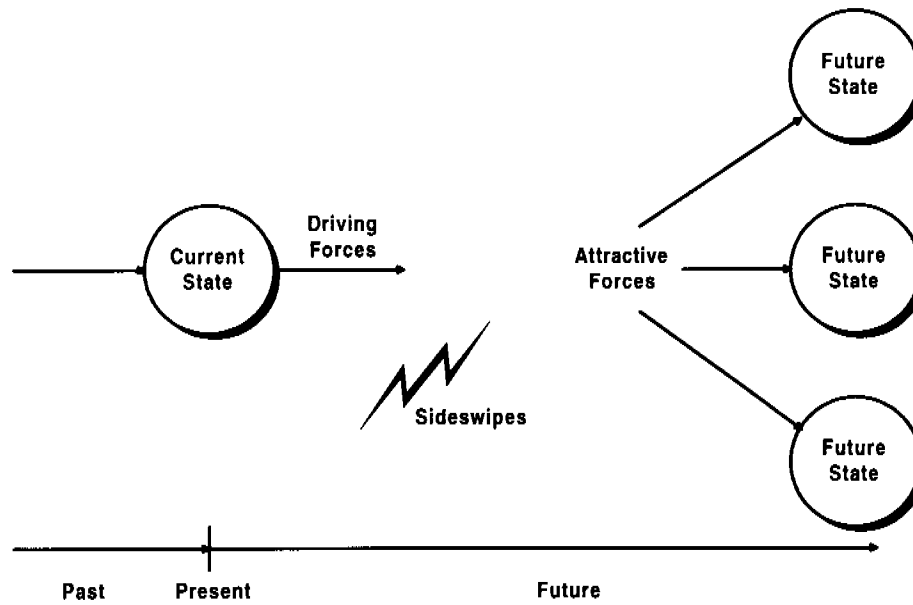 Future
State
Driving
Forces
Current
State
Attractive
Forces
Future
State
Sideswipes
Future
State
Past
Present
Future